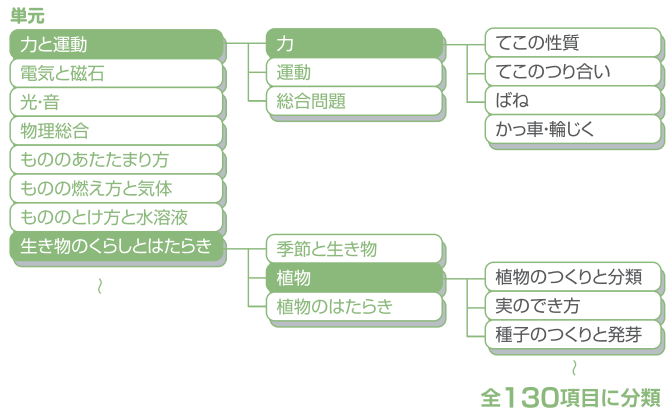 単元
力と運動
電気と磁石
光・音
物理総合
もののあたたまり方
ものの燃え方と気体
もののとけ方と水溶液
生き物のくらしとはたらき
～
力
運動
総合問題
てこの性質
てこのつり合い
ばね
かっ車・輪じく
季節と生き物
植物
植物のはたらき
植物のつくりと分類
実のでき方
種子のつくりと発芽
～
全130項目に分類